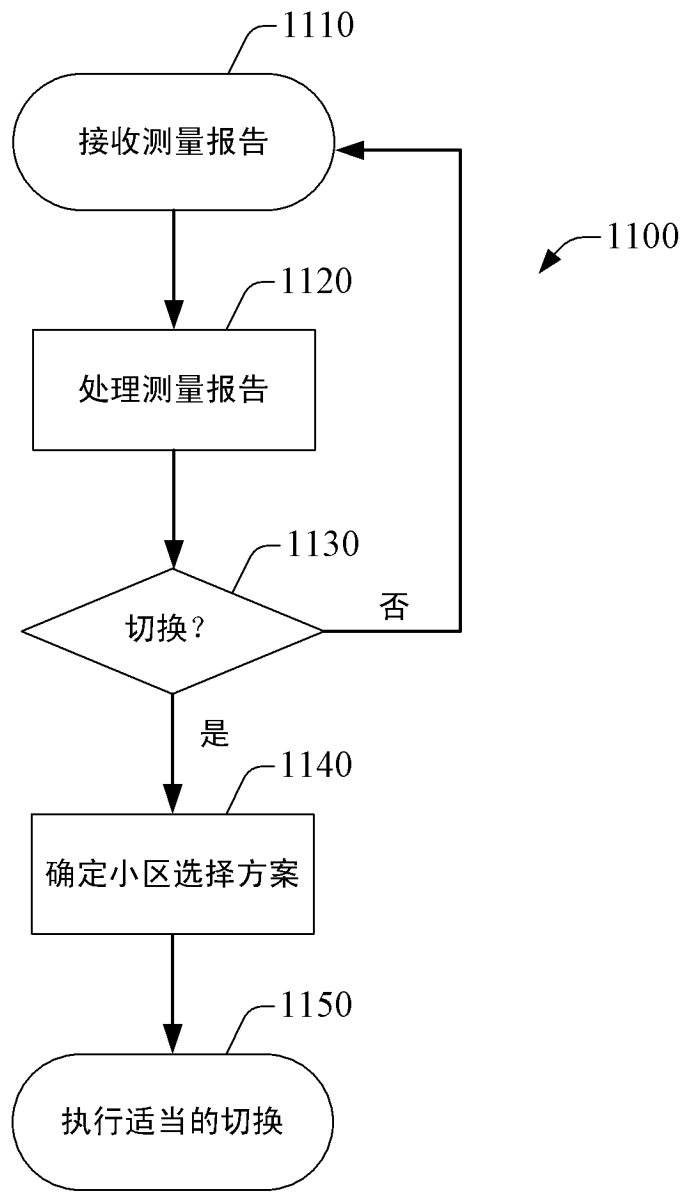 1110
接收测量报告
1100
1120
处理测量报告
1130
切换?
否
是
1140
确定小区选择方案
1150
执行适当的切换